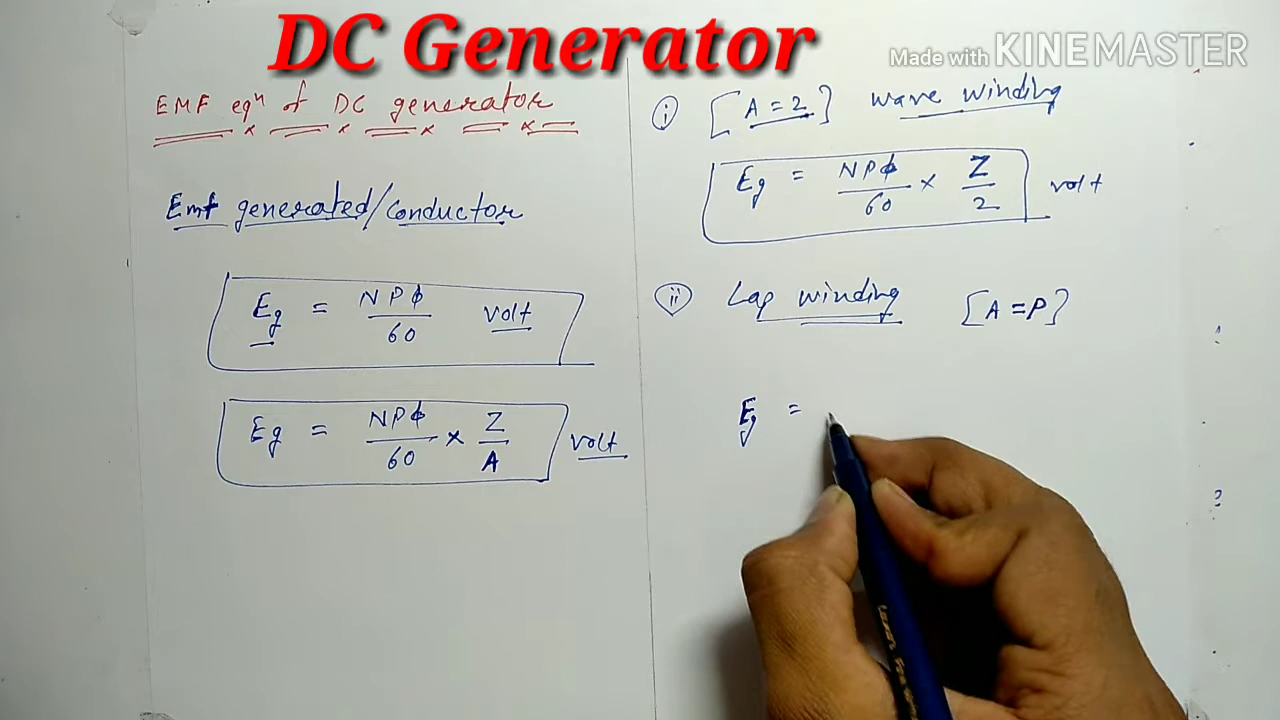 DC Generator
Made with KINEMASTER
EMF eqⁿ of DC generator
Emf generated/conductor
Eg = NPϕ/60 volt
Eg = NPϕ/60 × Z/A volt
i [A = 2] wave winding
Eg = NPϕ/60 × Z/2 volt
ii Lap winding [A = P]
Eg =